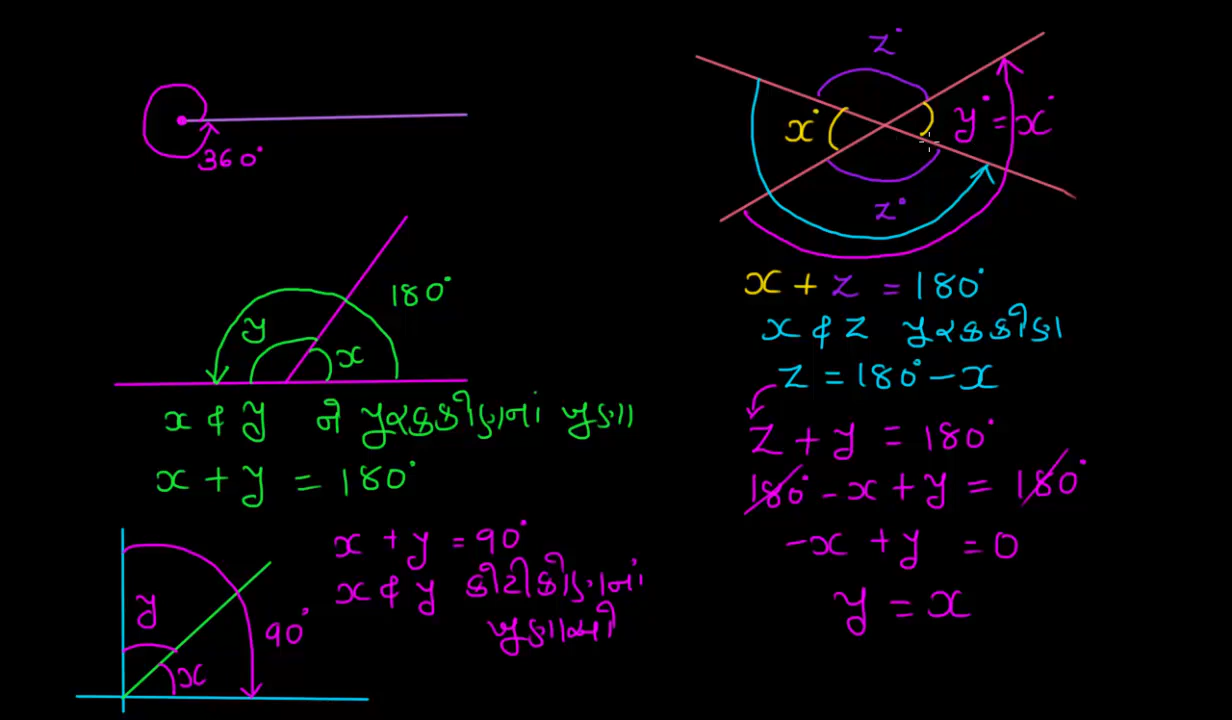 360°
180°
y
x
x & y ને પુરકકોણનાં ખુણા
x + y = 180°
x + y = 90°
x & y કોટીકોણનાં
ખુણાઓ
y
90°
x
z°
x° y° = x°
z°
x + z = 180°
x & z પુરકકોણ
z = 180° - x
z + y = 180°
180° - x + y = 180°
-x + y = 0
y = x